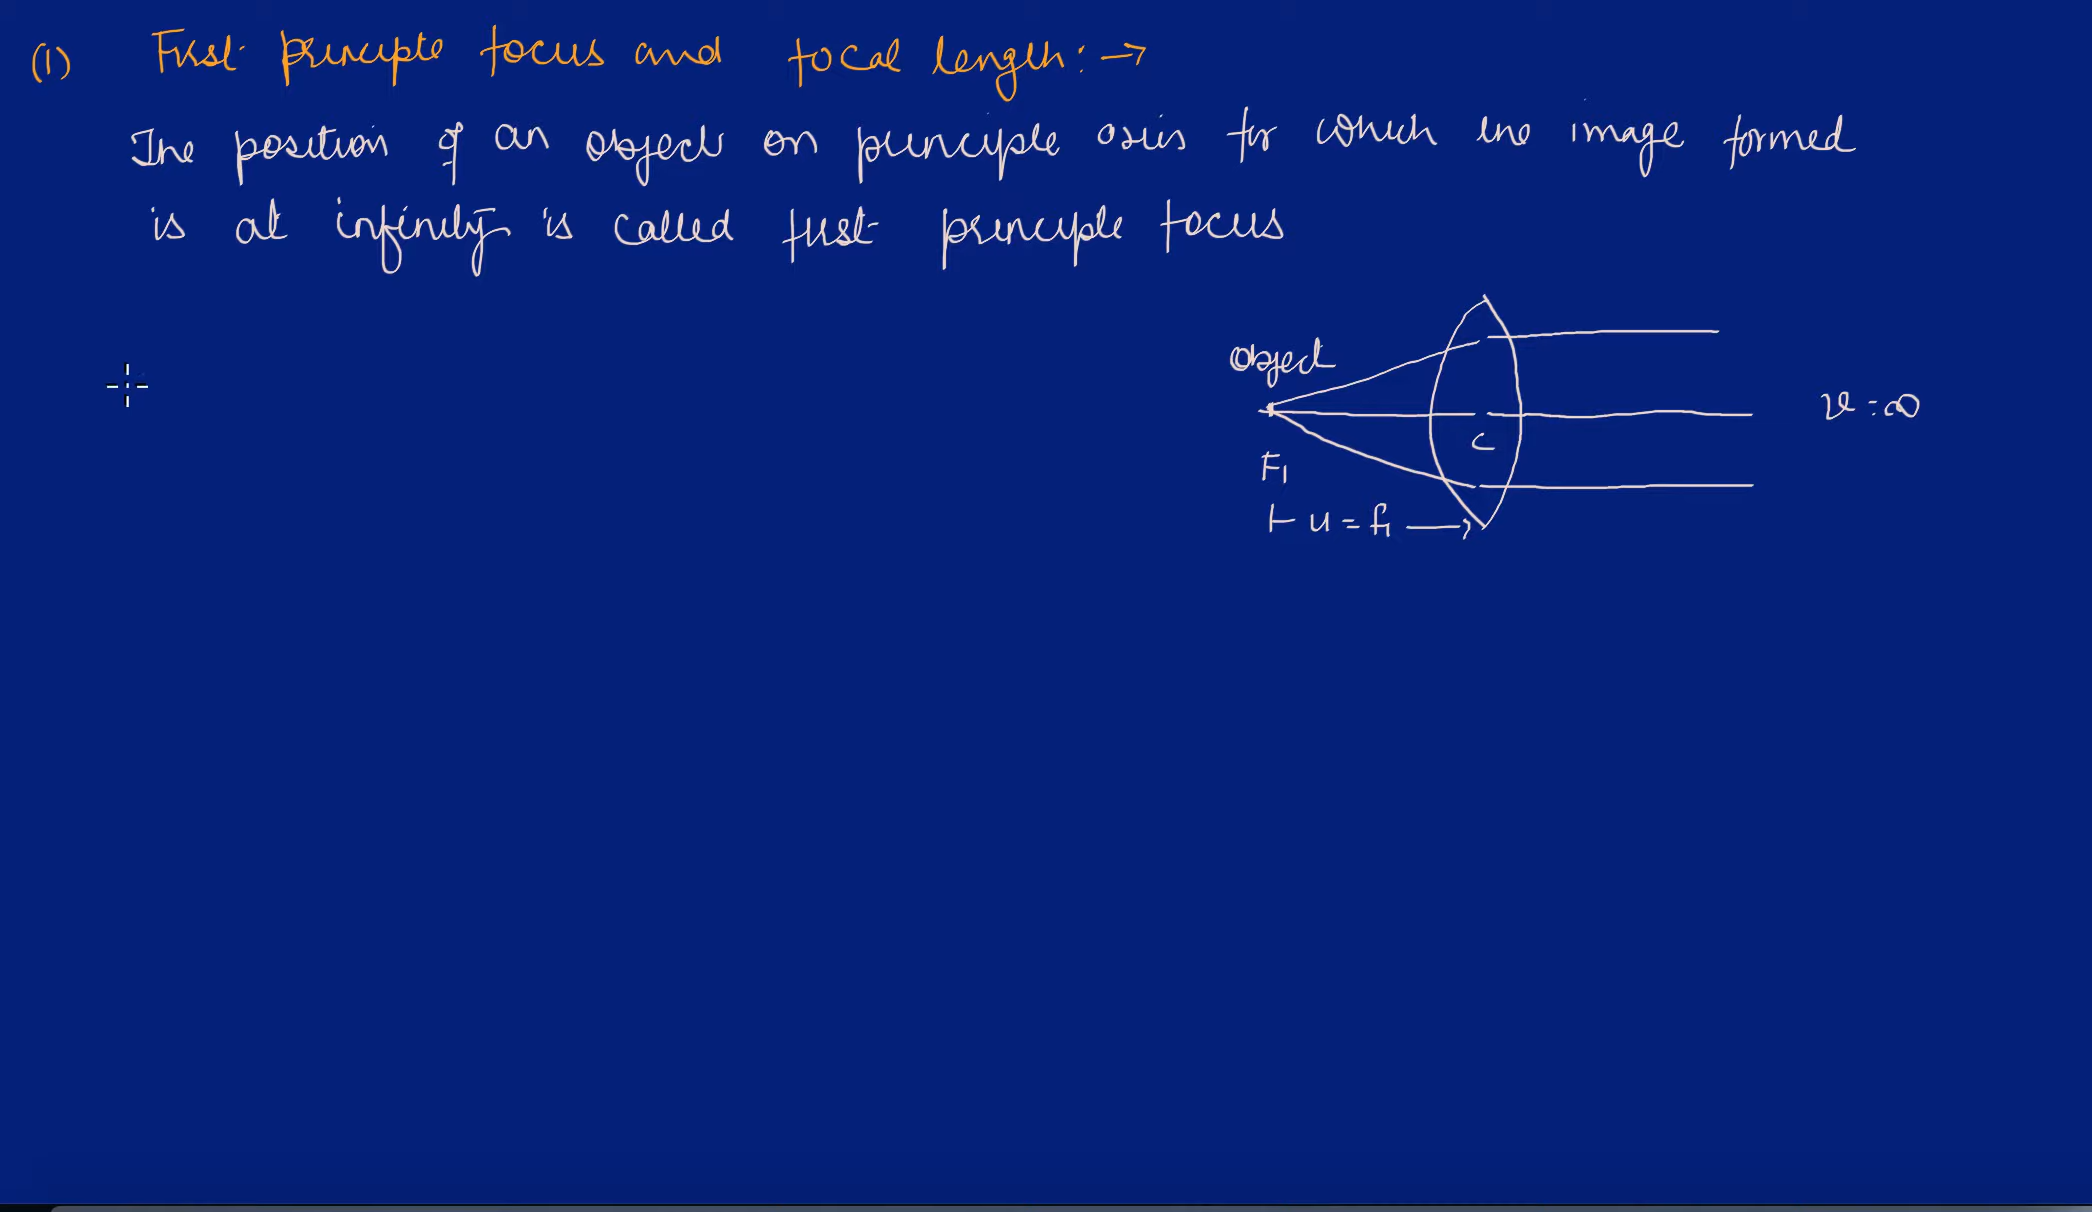 (1) First principle focus and focal length:→
The position of an object on principle axis for which the image formed
is at infinity is called first principle focus
object
v=∞
C
F1
u = f1